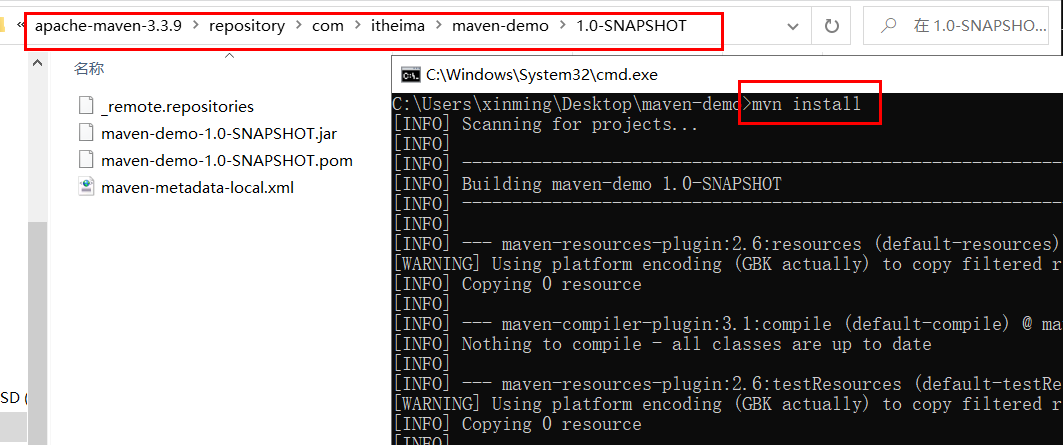 « apache-maven-3.3.9 > repository > com > itheima > maven-demo > 1.0-SNAPSHOT
在 1.0-SNAPSHO...
名称
_remote.repositories
maven-demo-1.0-SNAPSHOT.jar
maven-demo-1.0-SNAPSHOT.pom
maven-metadata-local.xml
SD (
C:\Windows\System32\cmd.exe
C:\Users\xinming\Desktop\maven-demo>mvn install
[INFO] Scanning for projects...
[INFO]
[INFO] ------------------------------------------------------------------------
[INFO] Building maven-demo 1.0-SNAPSHOT
[INFO] ------------------------------------------------------------------------
[INFO]
[INFO] --- maven-resources-plugin:2.6:resources (default-resources)
[WARNING] Using platform encoding (GBK actually) to copy filtered r
[INFO] Copying 0 resource
[INFO]
[INFO] --- maven-compiler-plugin:3.1:compile (default-compile) @ ma
[INFO] Nothing to compile - all classes are up to date
[INFO]
[INFO] --- maven-resources-plugin:2.6:testResources (default-testRe
[WARNING] Using platform encoding (GBK actually) to copy filtered r
[INFO] Copying 0 resource
[INFO]